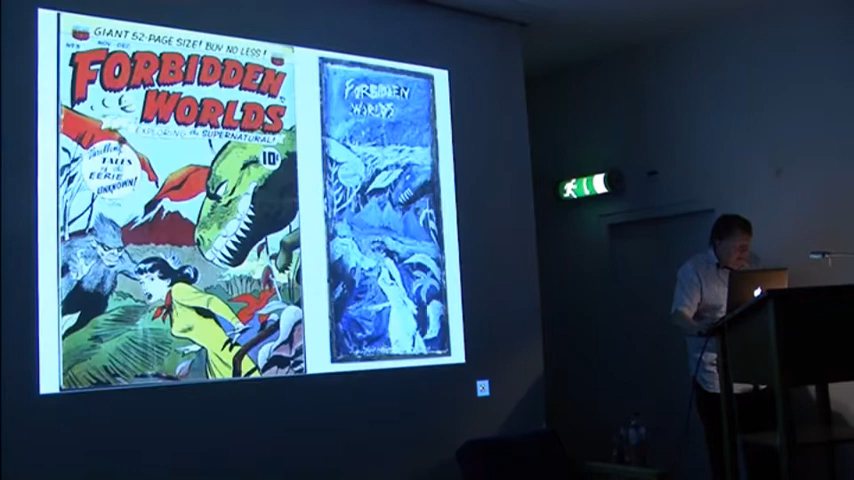 GIANT 52-PAGE SIZE! BUY NO LESS!
NOV-DEC
FORBIDDEN
WORLDS
EXPLORING the SUPERNATURAL!
10¢
Thrilling
TALES
of the
EERIE
UNKNOWN!
FORBIDDEN
WORLDS